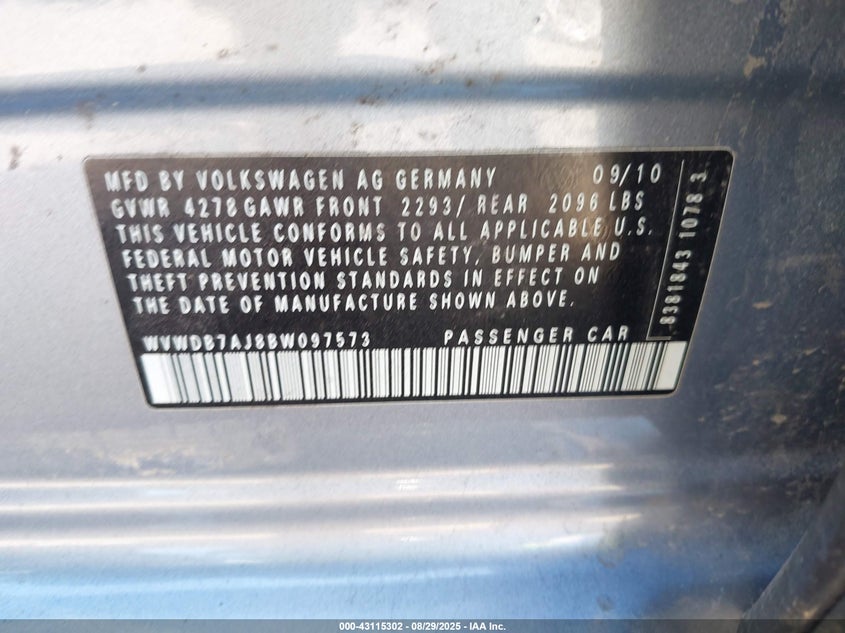 MFD BY VOLKSWAGEN AG GERMANY 09/10
GVWR 4278 GAWR FRONT 2293/ REAR 2096 LBS
THIS VEHICLE CONFORMS TO ALL APPLICABLE U.S.
FEDERAL MOTOR VEHICLE SAFETY, BUMPER AND
THEFT PREVENTION STANDARDS IN EFFECT ON
THE DATE OF MANUFACTURE SHOWN ABOVE.
WVWDB7AJ8BW097573 PASSENGER CAR
8381843 1078 3
000-43115302 | 08/29/2025 - IAA Inc.